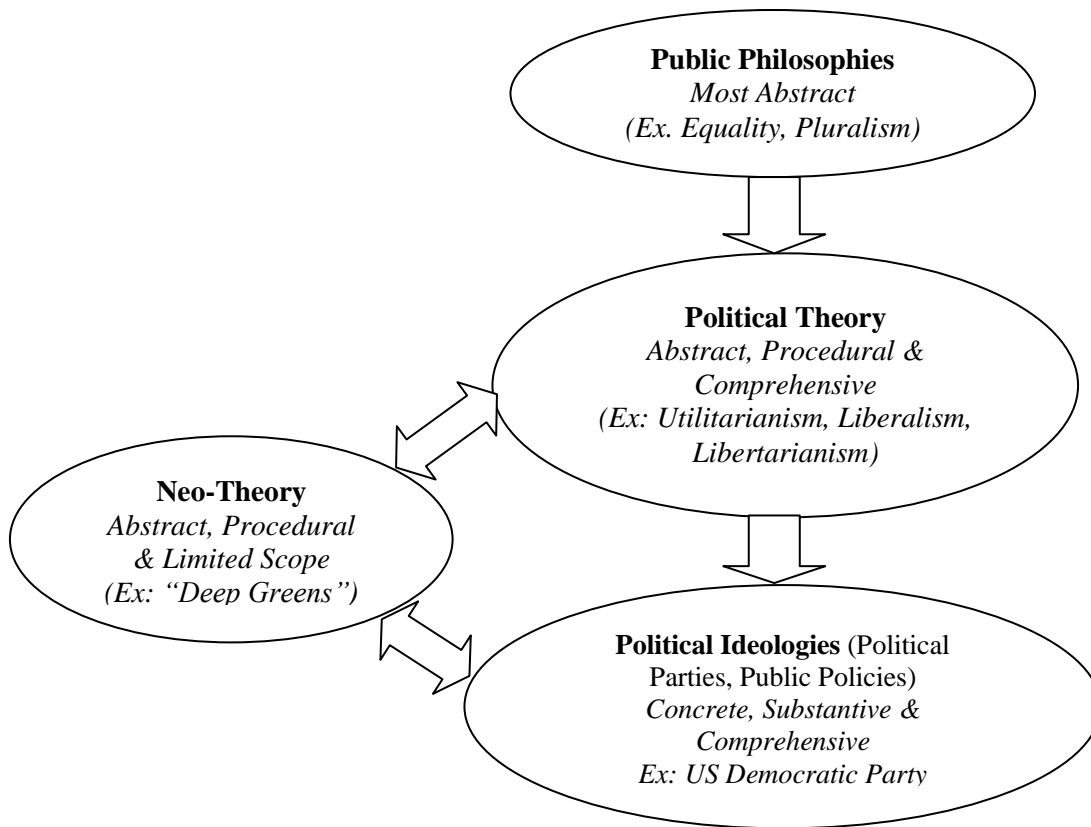 Public Philosophies
Most Abstract
(Ex. Equality, Pluralism)
Political Theory
Abstract, Procedural &
Comprehensive
(Ex: Utilitarianism, Liberalism,
Libertarianism)
Neo-Theory
Abstract, Procedural
& Limited Scope
(Ex: “Deep Greens”)
Political Ideologies (Political
Parties, Public Policies)
Concrete, Substantive &
Comprehensive
Ex: US Democratic Party